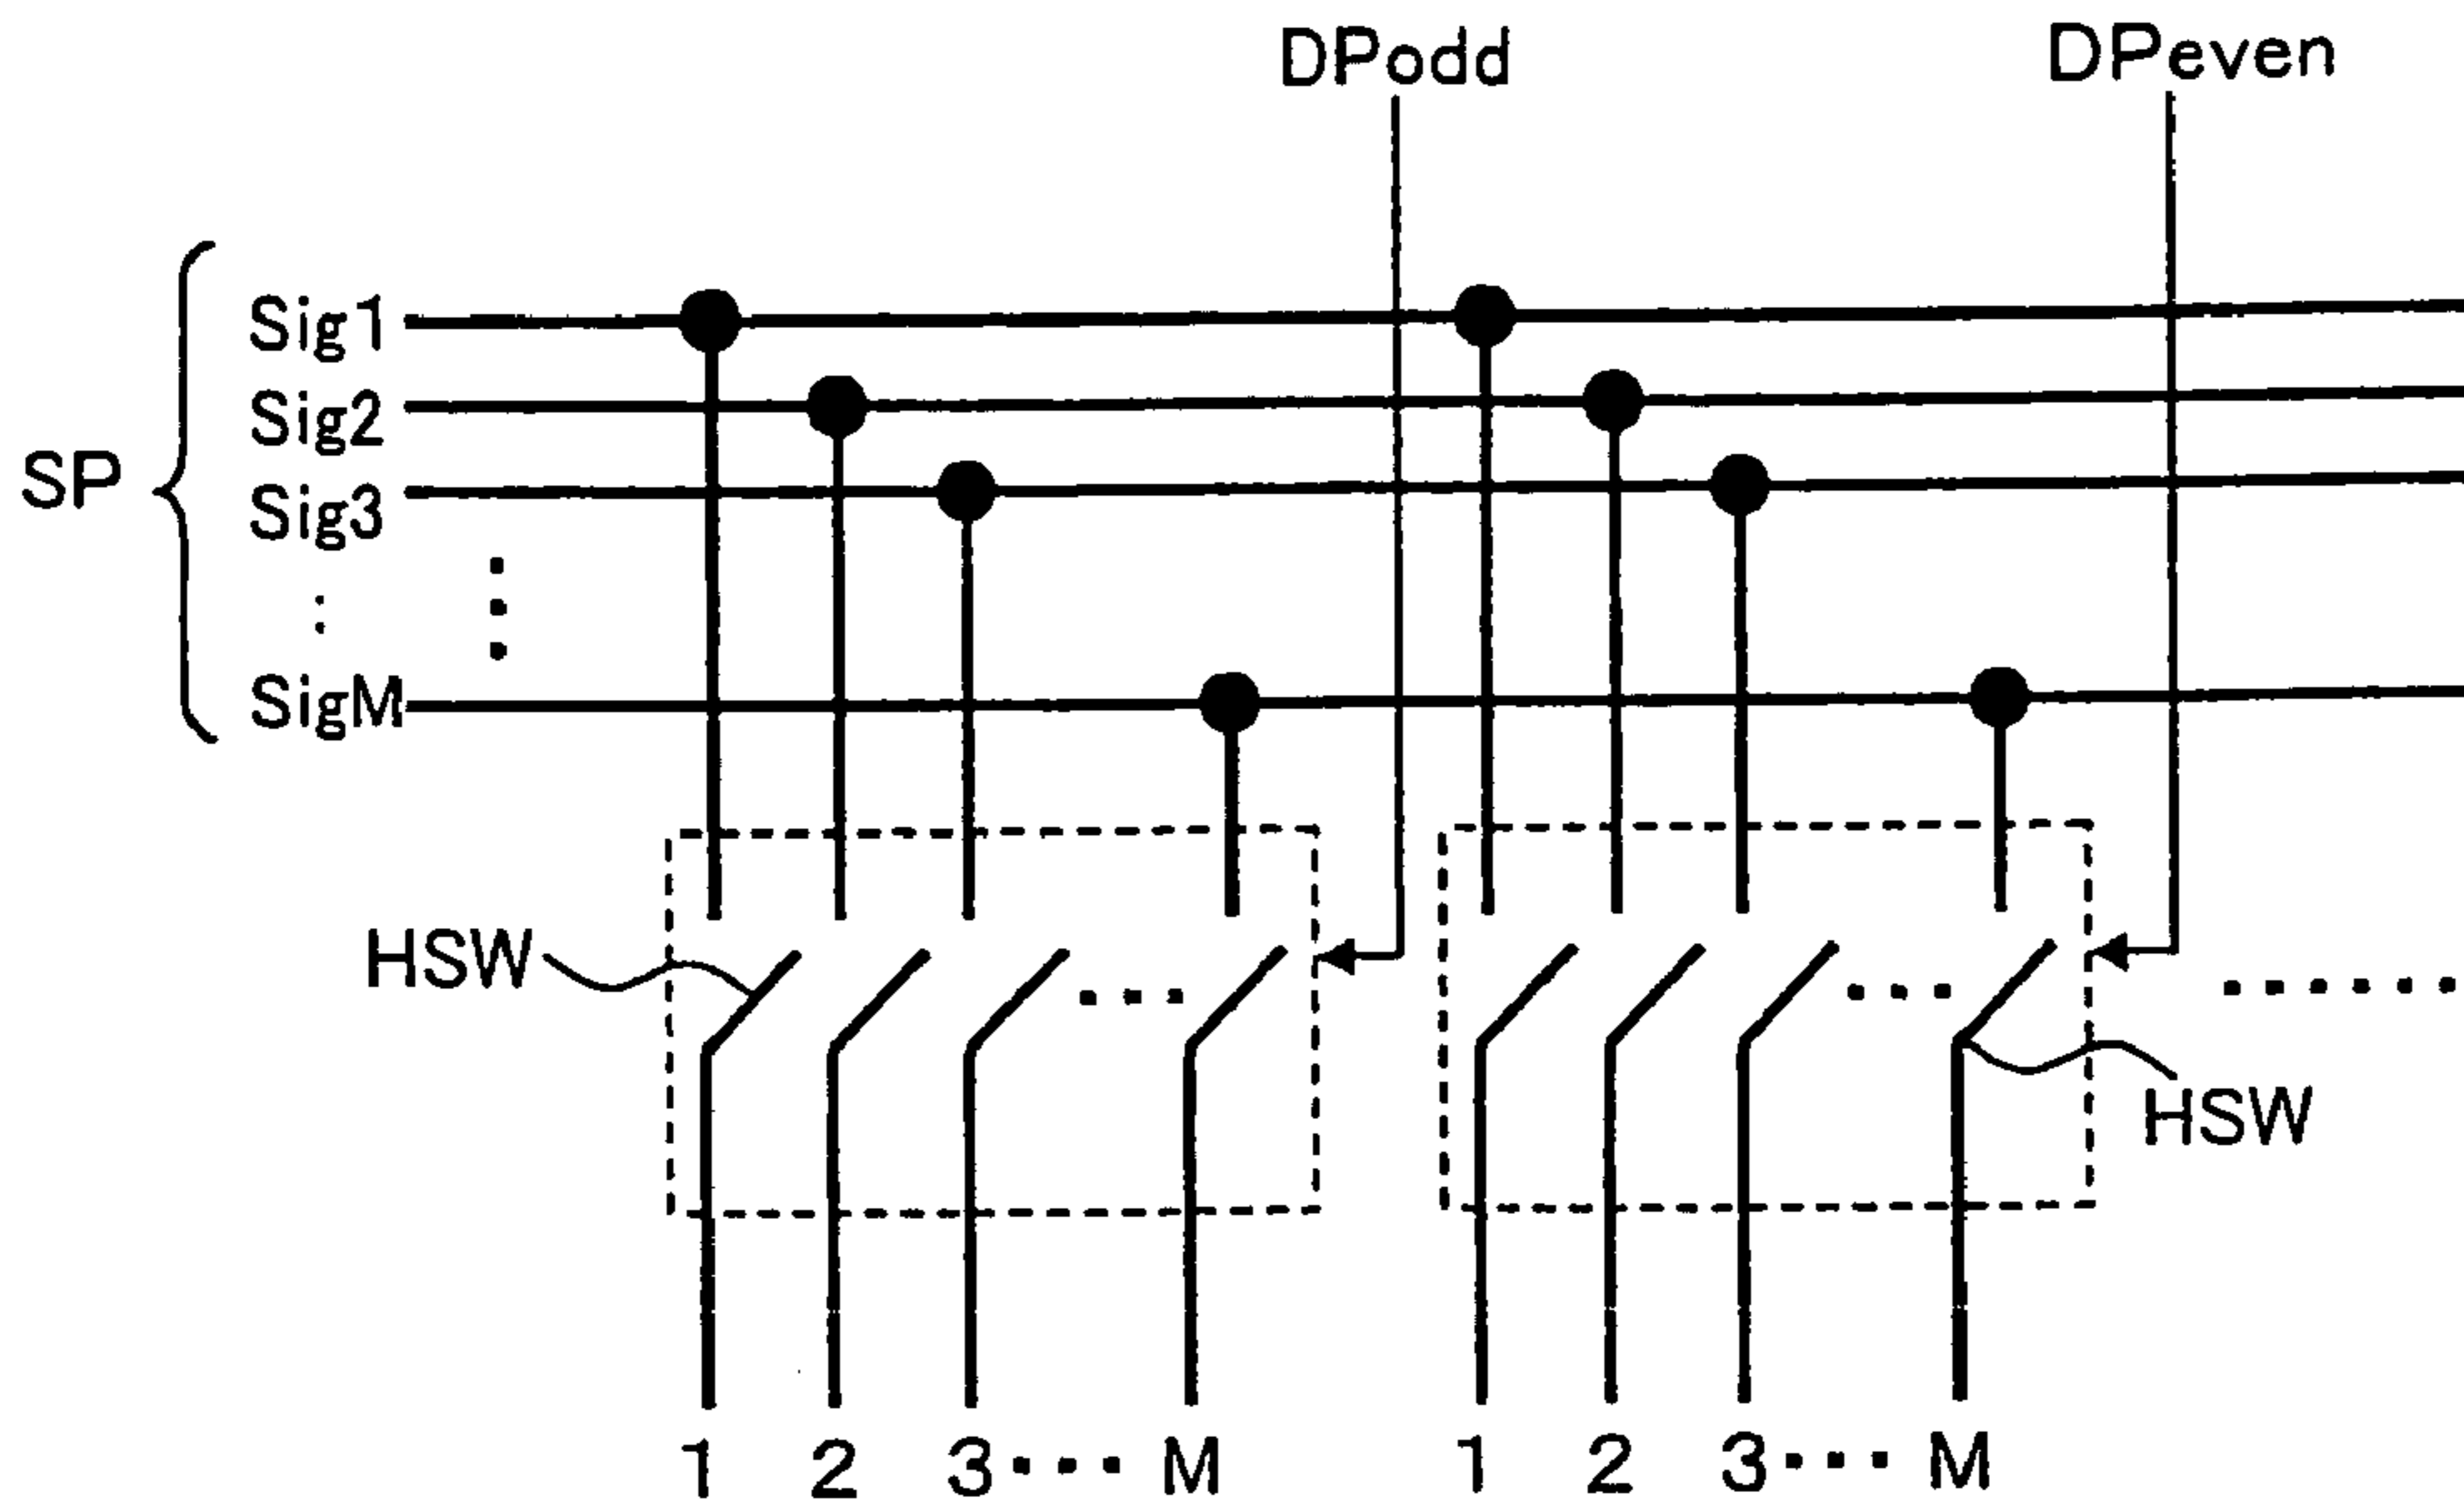 DPodd DPeven
Sig1
Sig2
SP
Sig3
:
SigM
HSW
HSW
1 2 3··· M 1 2 3··· M